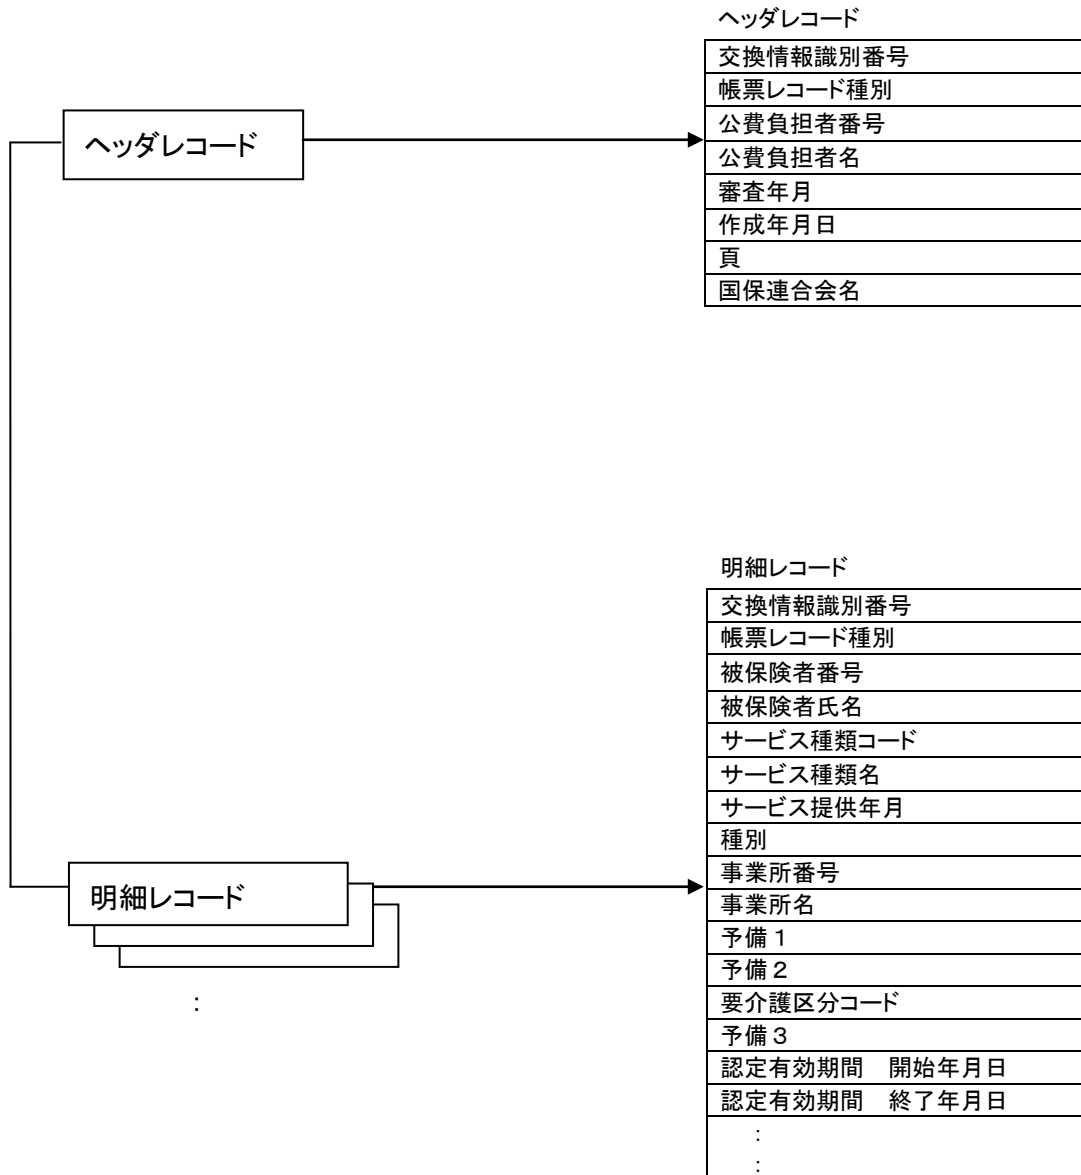 ヘッダレコード
ヘッダレコード
交換情報識別番号
帳票レコード種別
公費負担者番号
公費負担者名
審査年月
作成年月日
頁
国保連合会名
明細レコード
:
明細レコード
交換情報識別番号
帳票レコード種別
被保険者番号
被保険者氏名
サービス種類コード
サービス種類名
サービス提供年月
種別
事業所番号
事業所名
予備１
予備２
要介護区分コード
予備３
認定有効期間　開始年月日
認定有効期間　終了年月日
:
: